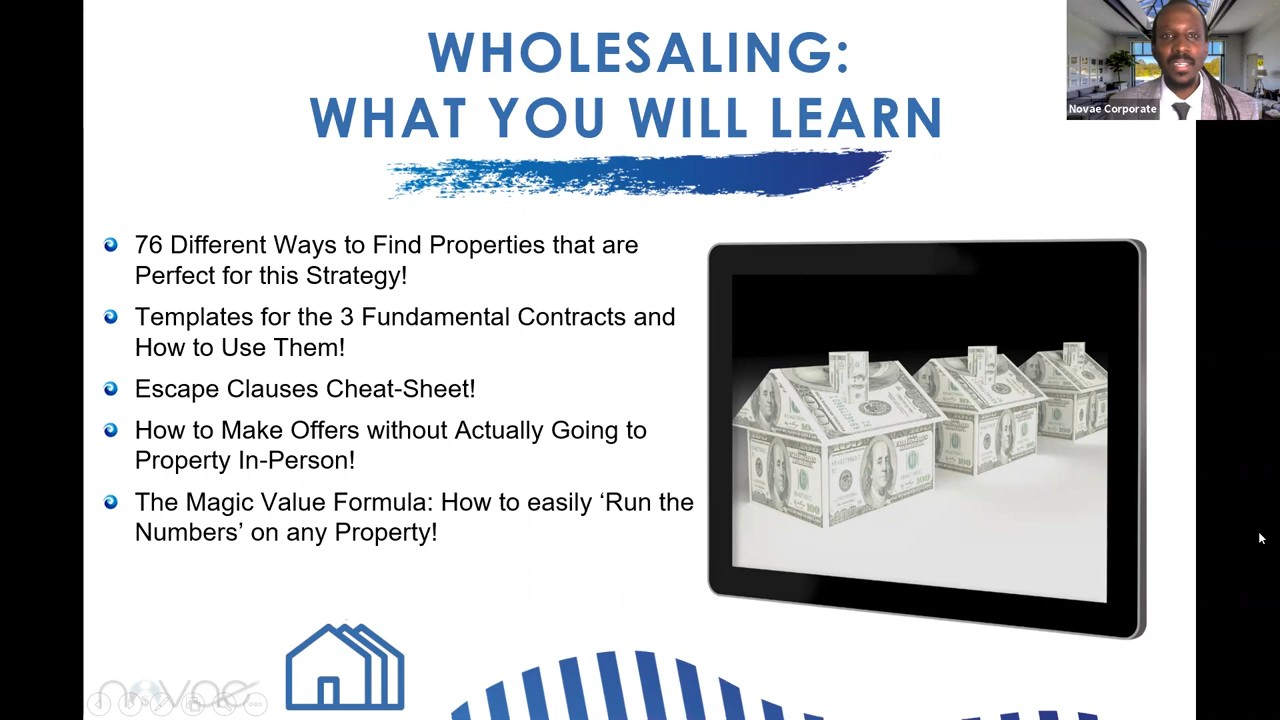 WHOLESALING:
WHAT YOU WILL LEARN
Novae Corporate
76 Different Ways to Find Properties that are
Perfect for this Strategy!
Templates for the 3 Fundamental Contracts and
How to Use Them!
Escape Clauses Cheat-Sheet!
How to Make Offers without Actually Going to
Property In-Person!
The Magic Value Formula: How to easily ‘Run the
Numbers’ on any Property!
novae